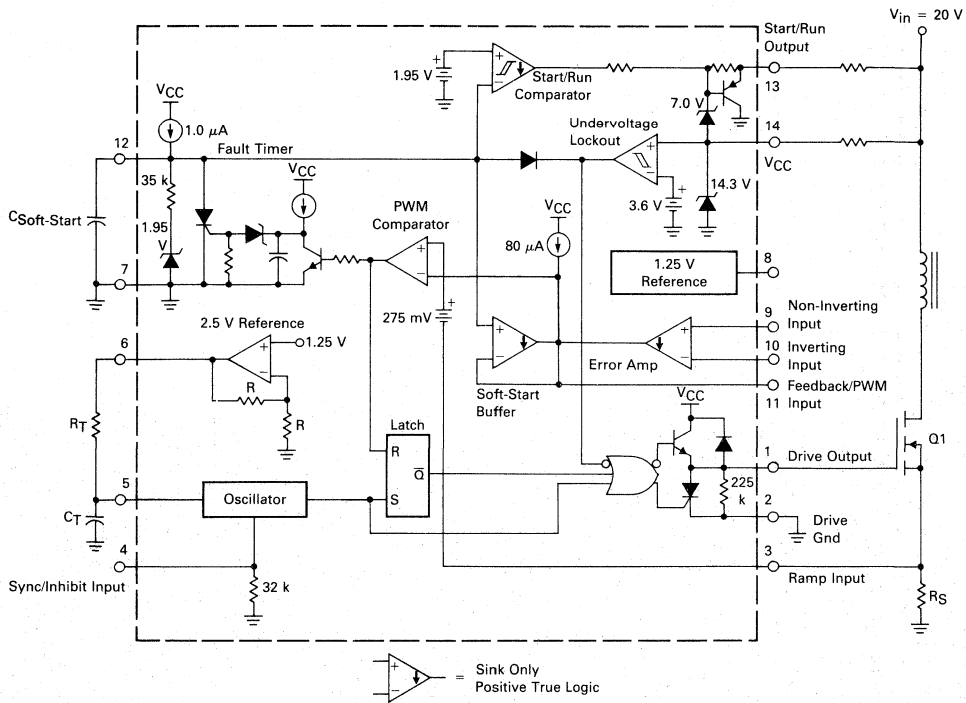 Vin = 20 V
Start/Run
Output
13
1.95 V
+
+
−
Start/Run
Comparator
7.0 V
14
VCC
Undervoltage
Lockout
14.3 V
3.6 V
+
VCC
1.0 µA
12
Fault Timer
35 k
1.95
V
CSoft-Start
7
VCC
PWM
Comparator
+
−
+
275 mV
VCC
80 µA
1.25 V
Reference
8
2.5 V Reference
6
+
−
1.25 V
R
R
RT
+
−
Soft-Start
Buffer
Error Amp
+
−
9
Non-Inverting
Input
10
Inverting
Input
Feedback/PWM
11
Input
Latch
R
Q
S
VCC
1
Drive Output
225
k
2
Drive
Gnd
Q1
5
Oscillator
CT
4
Sync/Inhibit Input
32 k
3
Ramp Input
RS
+
−
= Sink Only
Positive True Logic